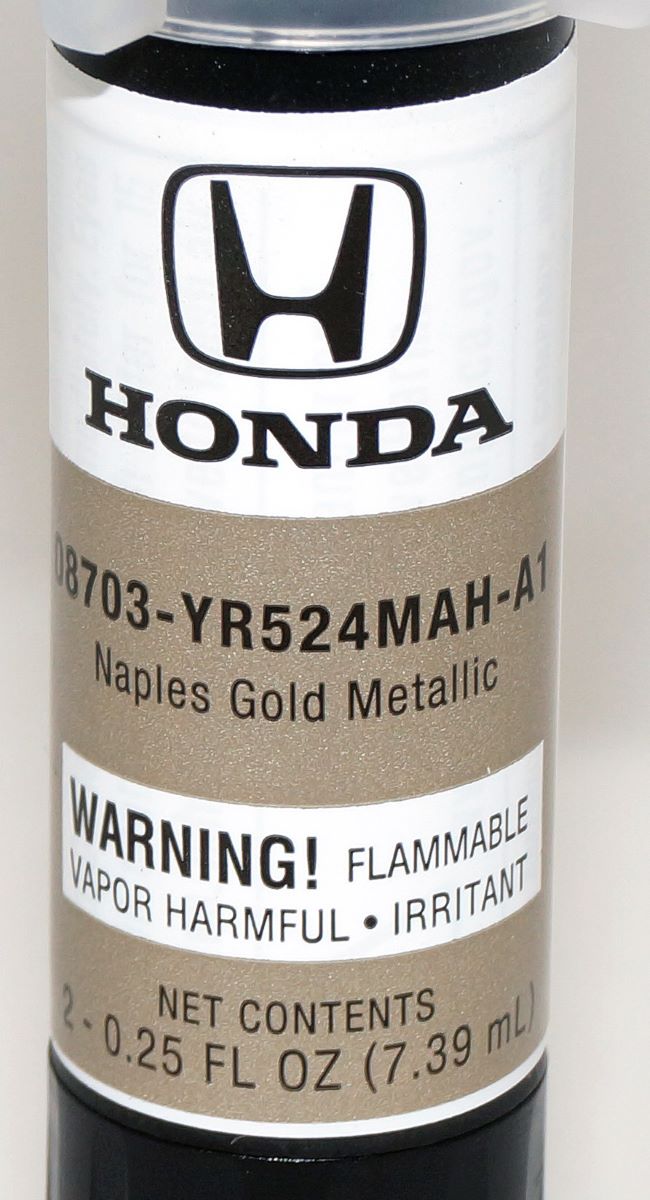 HONDA
08703-YR524MAH-A1
Naples Gold Metallic
WARNING! FLAMMABLE
VAPOR HARMFUL • IRRITANT
NET CONTENTS
2 - 0.25 FL OZ (7.39 mL)